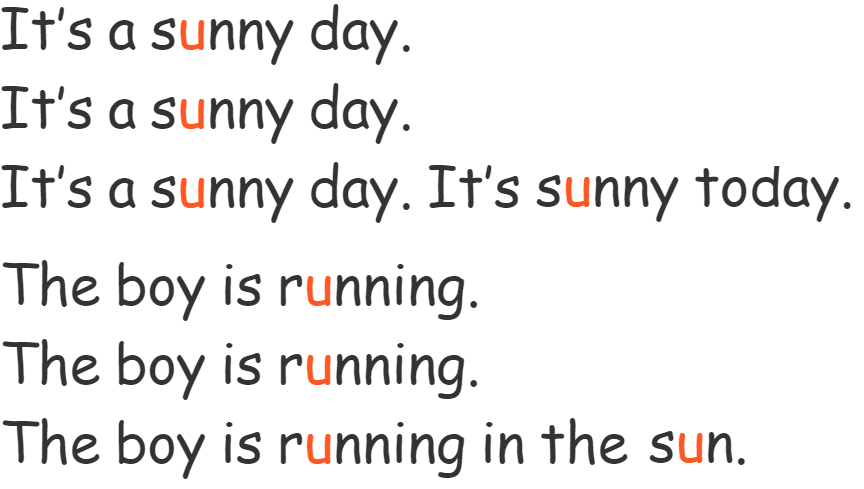 It's a sunny day.
It's a sunny day.
It's a sunny day. It's sunny today.
The boy is running.
The boy is running.
The boy is running in the sun.